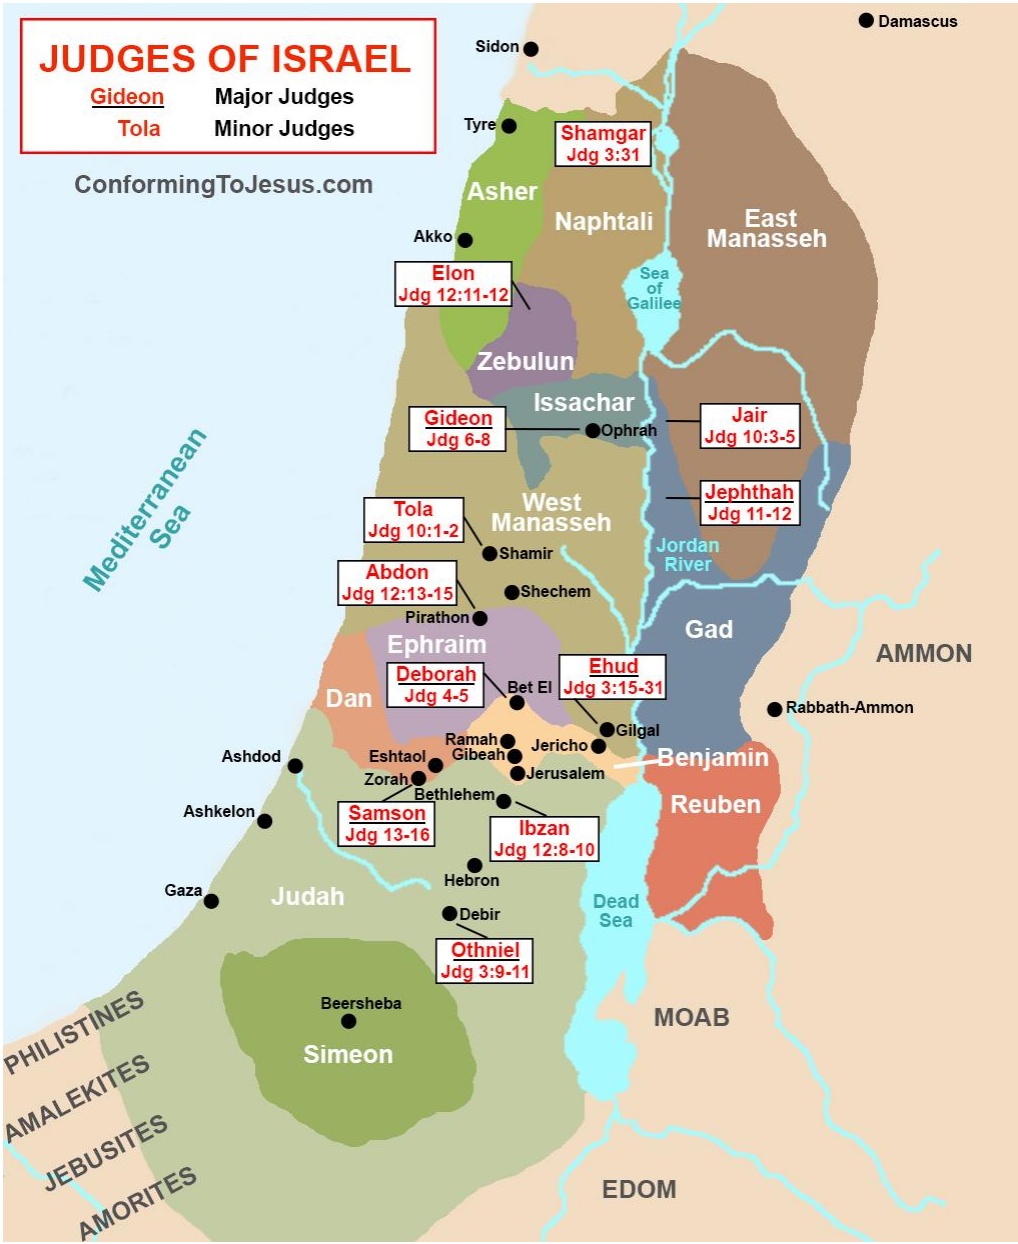 JUDGES OF ISRAEL
Gideon Major Judges
Tola Minor Judges
ConformingToJesus.com
Damascus
Sidon
Tyre
Shamgar
Jdg 3:31
Asher
Naphtali
East
Manasseh
Akko
Elon
Jdg 12:11-12
Sea
of
Galilee
Zebulun
Issachar
Gideon
Jdg 6-8
Ophrah
Jair
Jdg 10:3-5
Mediterranean
Sea
Jephthah
Jdg 11-12
West
Manasseh
Tola
Jdg 10:1-2
Shamir
Jordan
River
Abdon
Jdg 12:13-15
Shechem
Pirathon
Ephraim
Gad
AMMON
Deborah
Jdg 4-5
Bet El
Ehud
Jdg 3:15-31
Dan
Rabbath-Ammon
Gilgal
Ramah
Jericho
Gibeah
Benjamin
Ashdod
Eshtaol
Zorah
Jerusalem
Bethlehem
Reuben
Ashkelon
Samson
Jdg 13-16
Ibzan
Jdg 12:8-10
Hebron
Gaza
Judah
Debir
Dead
Sea
Othniel
Jdg 3:9-11
Beersheba
Simeon
MOAB
PHILISTINES
AMALEKITES
JEBUSITES
AMORITES
EDOM